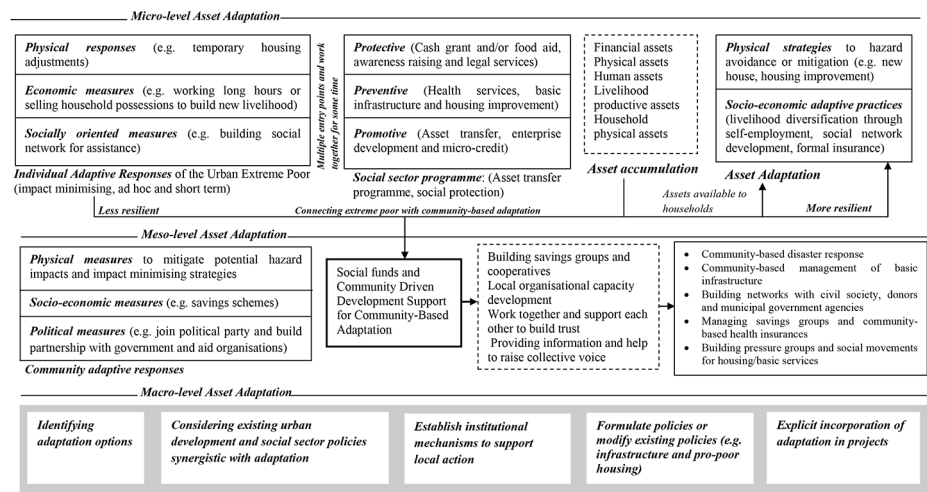 Micro-level Asset Adaptation
Physical responses (e.g. temporary housing
adjustments)
Economic measures (e.g. working long hours or
selling household possessions to build new livelihood)
Socially oriented measures (e.g. building social
network for assistance)
Individual Adaptive Responses of the Urban Extreme Poor
(impact minimising, ad hoc and short term)
Multiple entry points and work
together for some time
Protective (Cash grant and/or food aid,
awareness raising and legal services)
Preventive (Health services, basic
infrastructure and housing improvement)
Promotive (Asset transfer, enterprise
development and micro-credit)
Social sector programme: (Asset transfer
programme, social protection)
Financial assets
Physical assets
Human assets
Livelihood
productive assets
Household
physical assets
Asset accumulation
Physical strategies to hazard
avoidance or mitigation (e.g. new
house, housing improvement)
Socio-economic adaptive practices
(livelihood diversification through
self-employment, social network
development, formal insurance)
Asset Adaptation
Less resilient
Connecting extreme poor with community-based adaptation
Assets available to
households
More resilient
Meso-level Asset Adaptation
Physical measures to mitigate potential hazard
impacts and impact minimising strategies
Socio-economic measures (e.g. savings schemes)
Political measures (e.g. join political party and build
partnership with government and aid organisations)
Community adaptive responses
Social funds and
Community Driven
Development Support
for Community-Based
Adaptation
Building savings groups and
cooperatives
Local organisational capacity
development
Work together and support each
other to build trust
Providing information and help
to raise collective voice
• Community-based disaster response
• Community-based management of basic
infrastructure
• Building networks with civil society, donors
and municipal government agencies
• Managing savings groups and community-
based health insurances
• Building pressure groups and social movements
for housing/basic services
Macro-level Asset Adaptation
Identifying
adaptation options
Considering existing urban
development and social sector policies
synergistic with adaptation
Establish institutional
mechanisms to support
local action
Formulate policies or
modify existing policies (e.g.
infrastructure and pro-poor
housing)
Explicit incorporation of
adaptation in projects